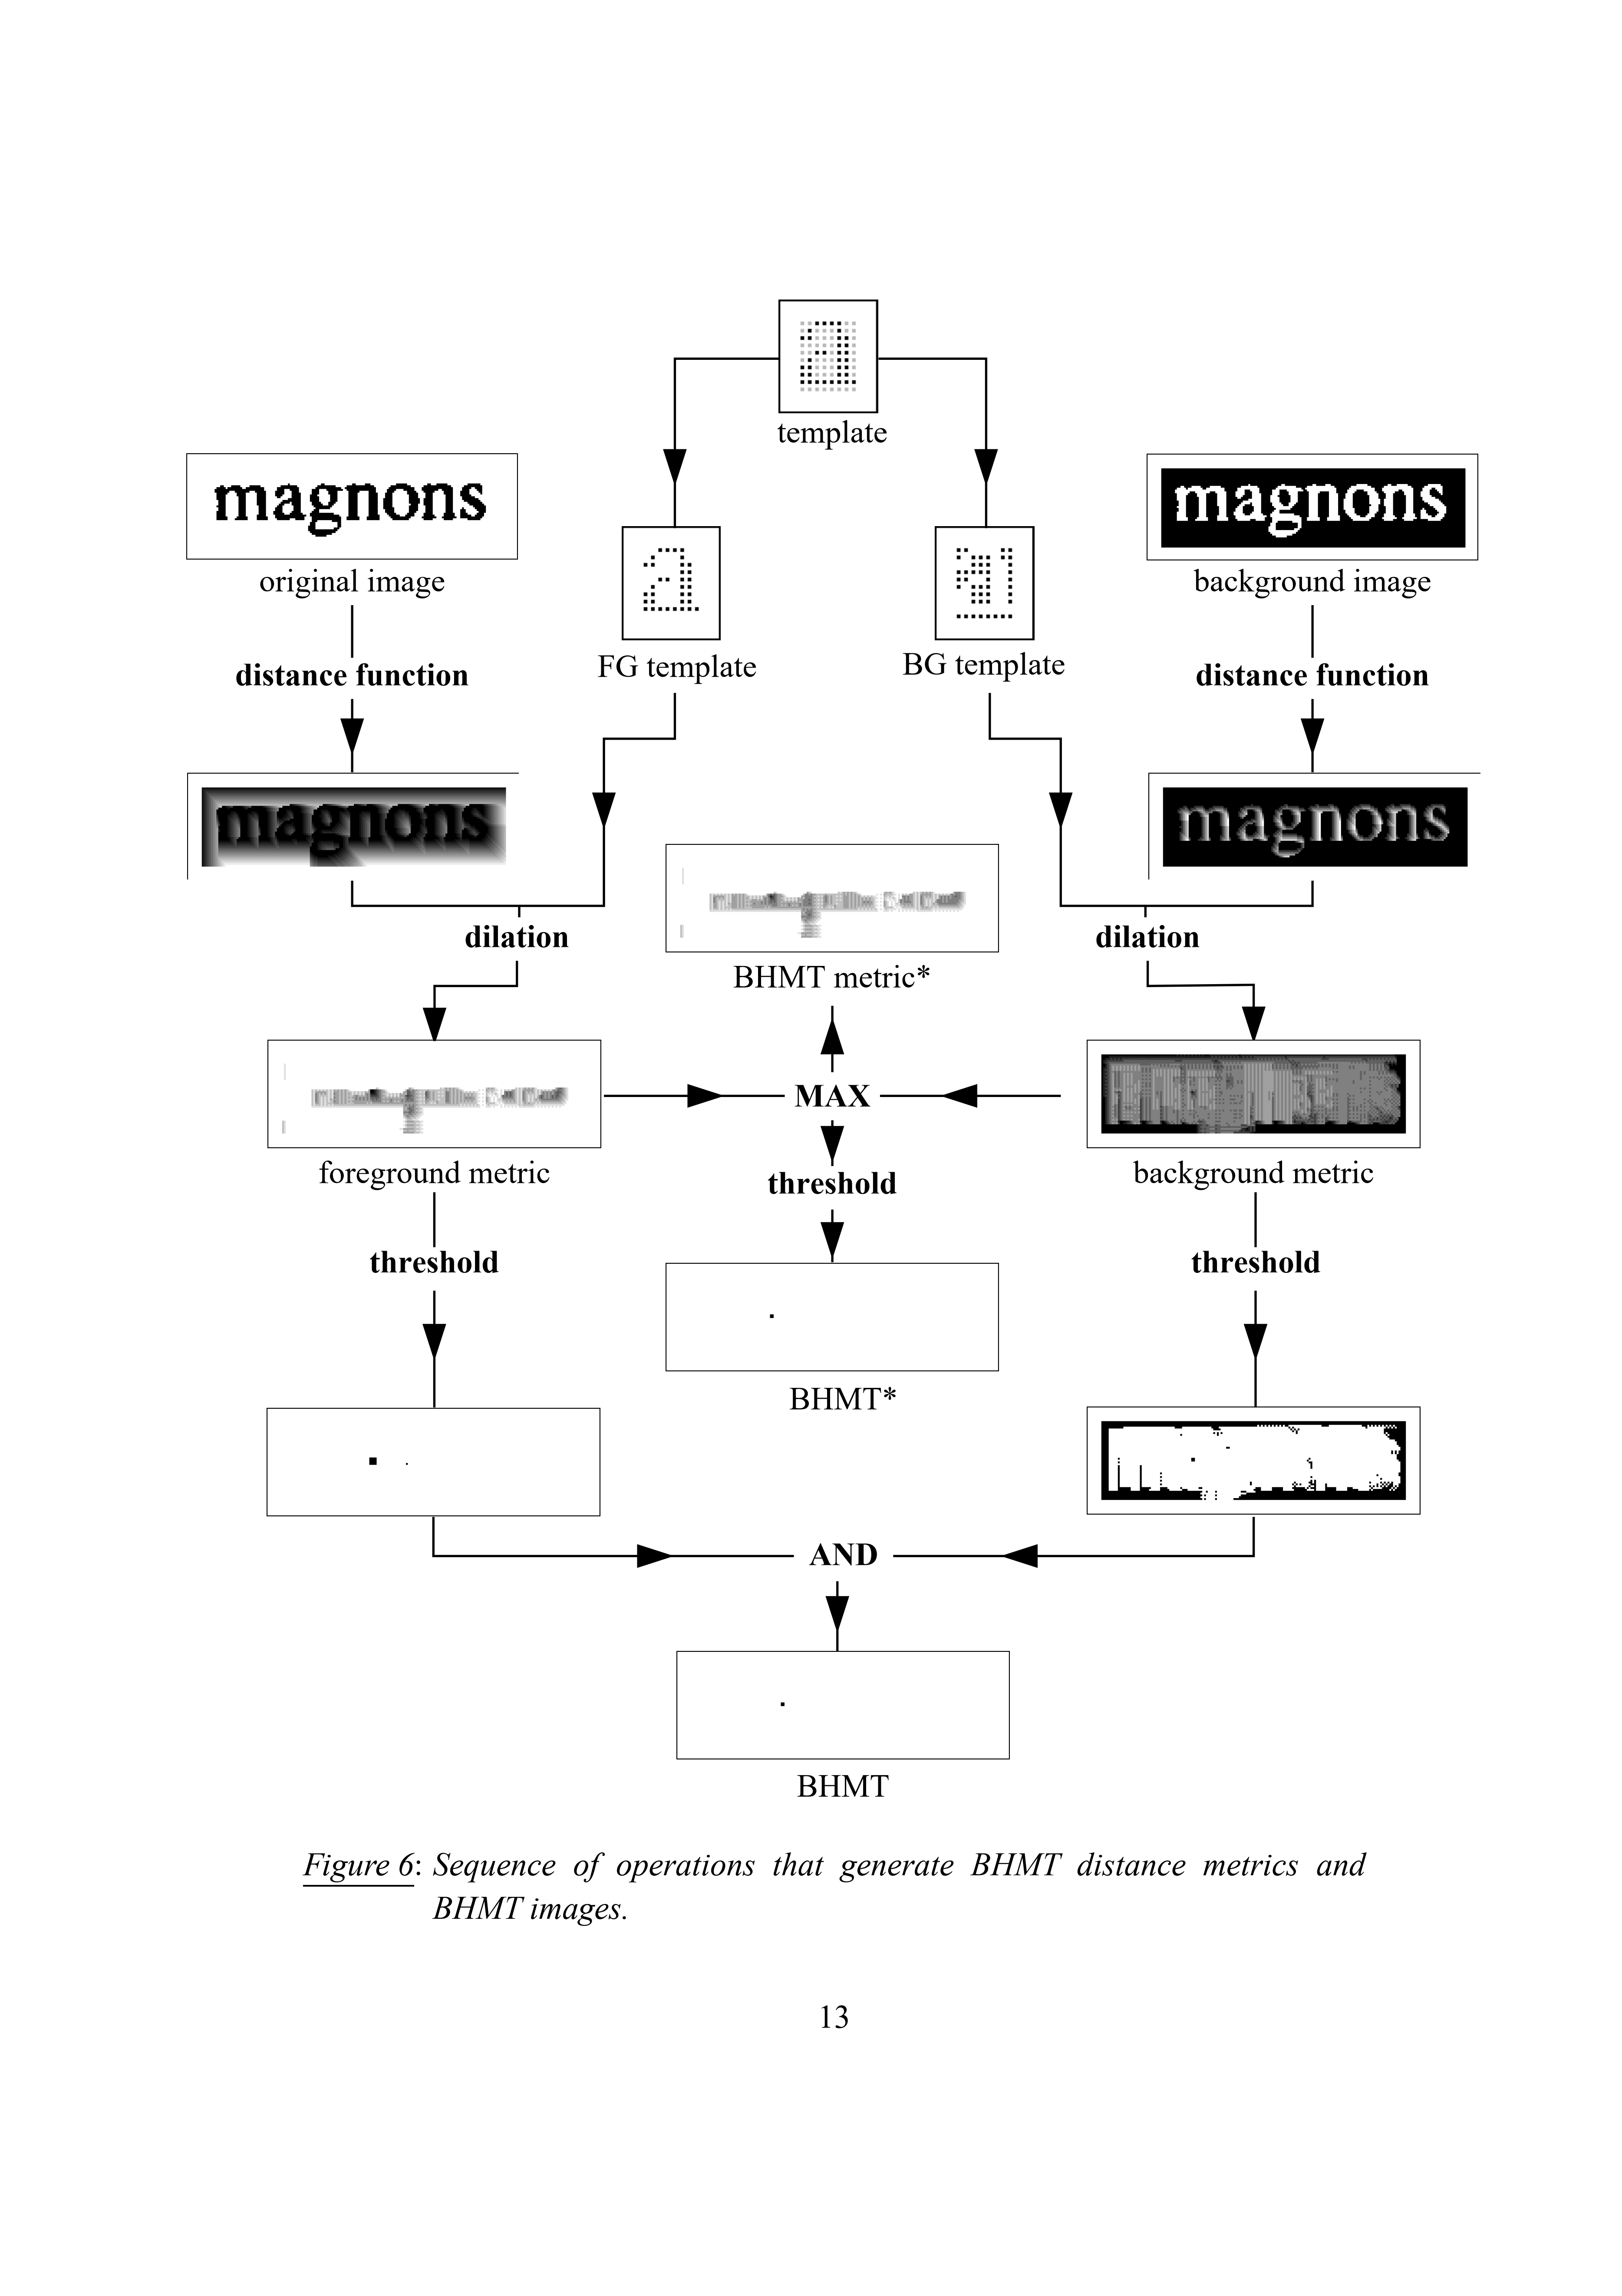 template
magnons
magnons
a
original image
background image
FG template
BG template
distance function
distance function
magnons
magnons
dilation
dilation
BHMT metric*
MAX
foreground metric
background metric
threshold
threshold
threshold
BHMT*
AND
BHMT
Figure 6: Sequence of operations that generate BHMT distance metrics and
BHMT images.
13